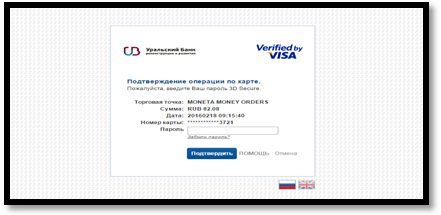 Уральский Банк
реконструкции и развития
Verified by
VISA
Подтверждение операции по карте.
Пожалуйста, введите Ваш пароль 3D Secure.
Торговая точка: MONETA MONEY ORDERS
Сумма: RUB 82.08
Дата: 20160218 09:15:40
Номер карты: ************3721
Пароль
Забыли пароль?
Подтвердить ПОМОЩЬ Отмена